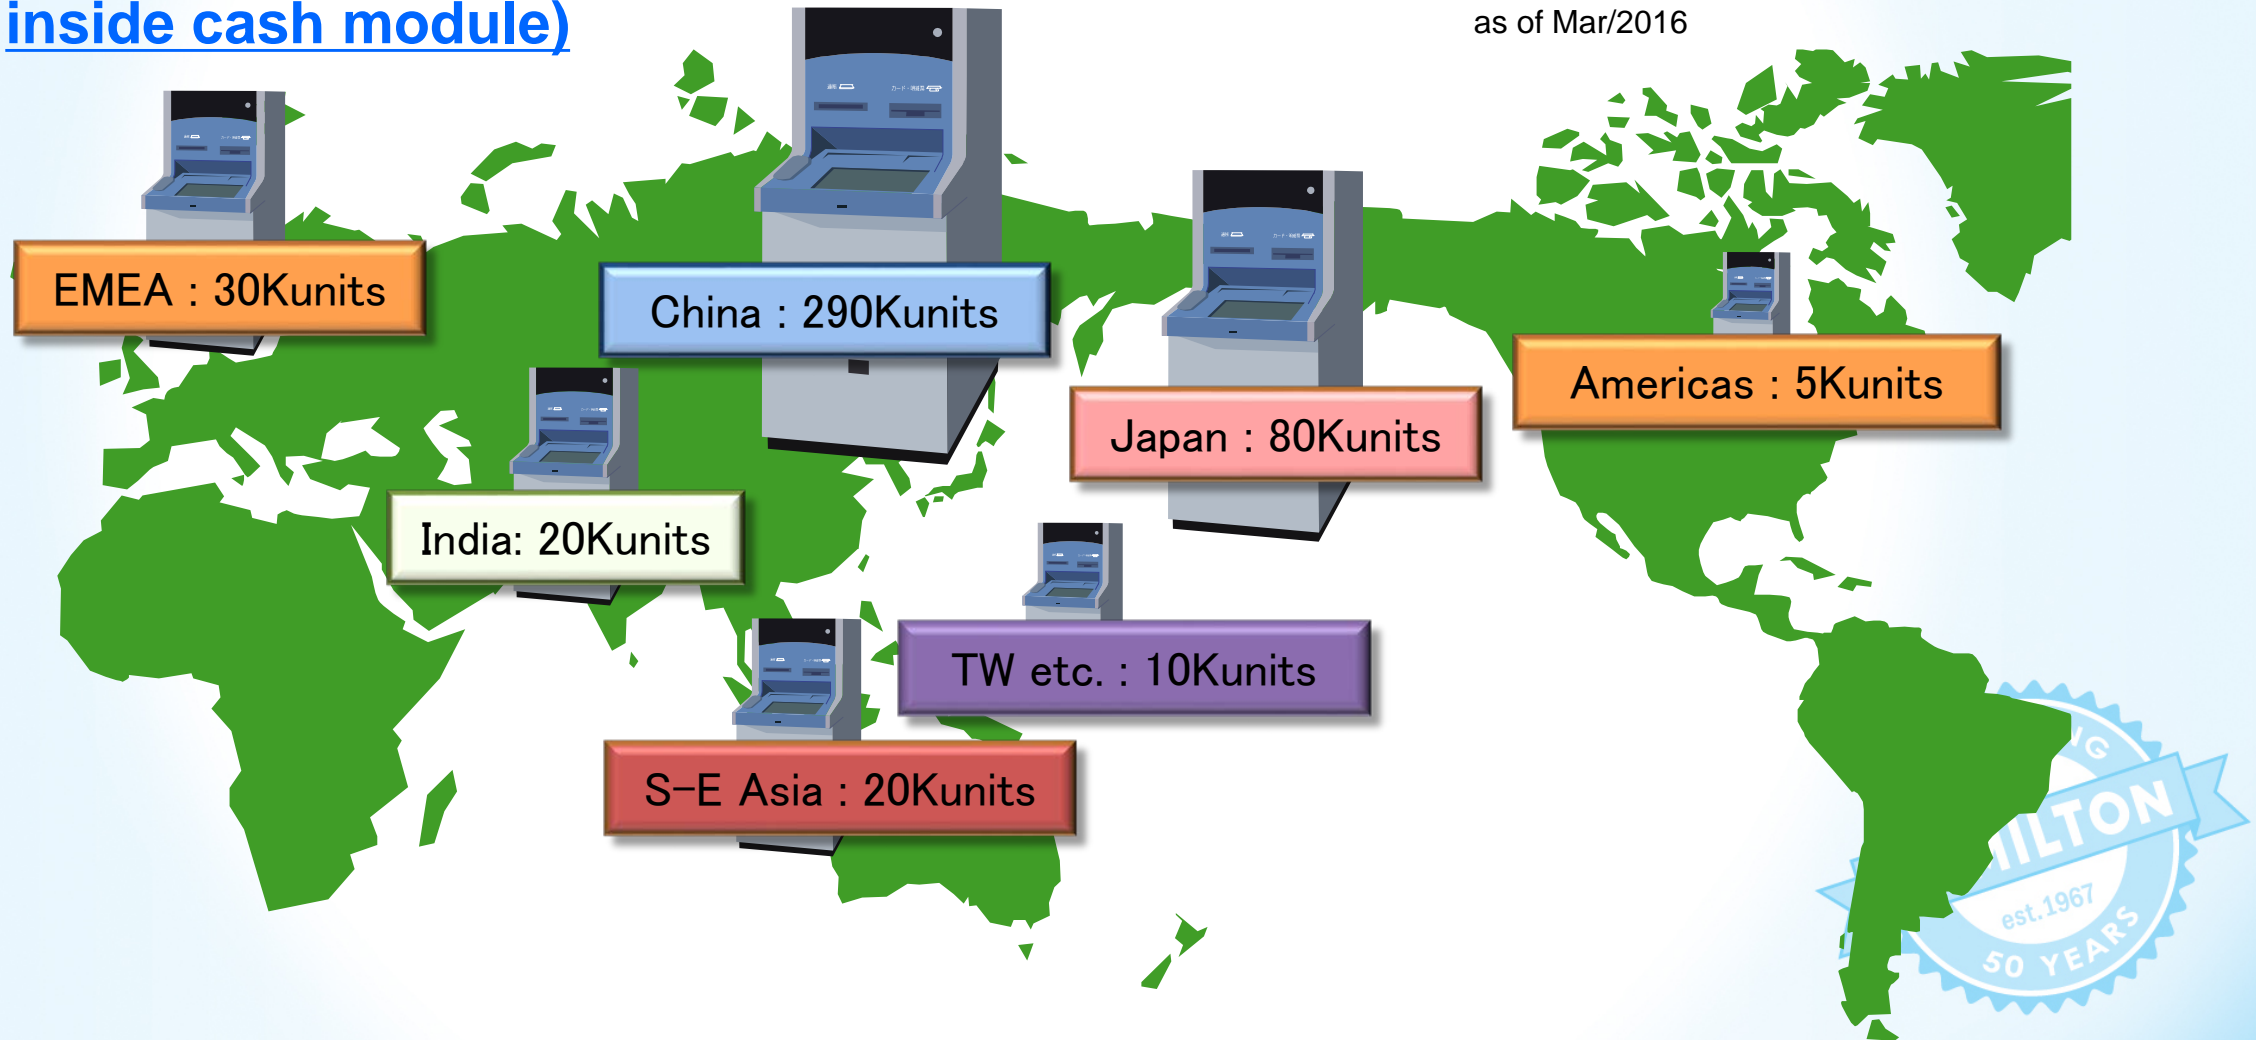 inside cash module)
as of Mar/2016
EMEA : 30Kunits
China : 290Kunits
Japan : 80Kunits
Americas : 5Kunits
India: 20Kunits
TW etc. : 10Kunits
S-E Asia : 20Kunits
est.1967
50 YEARS